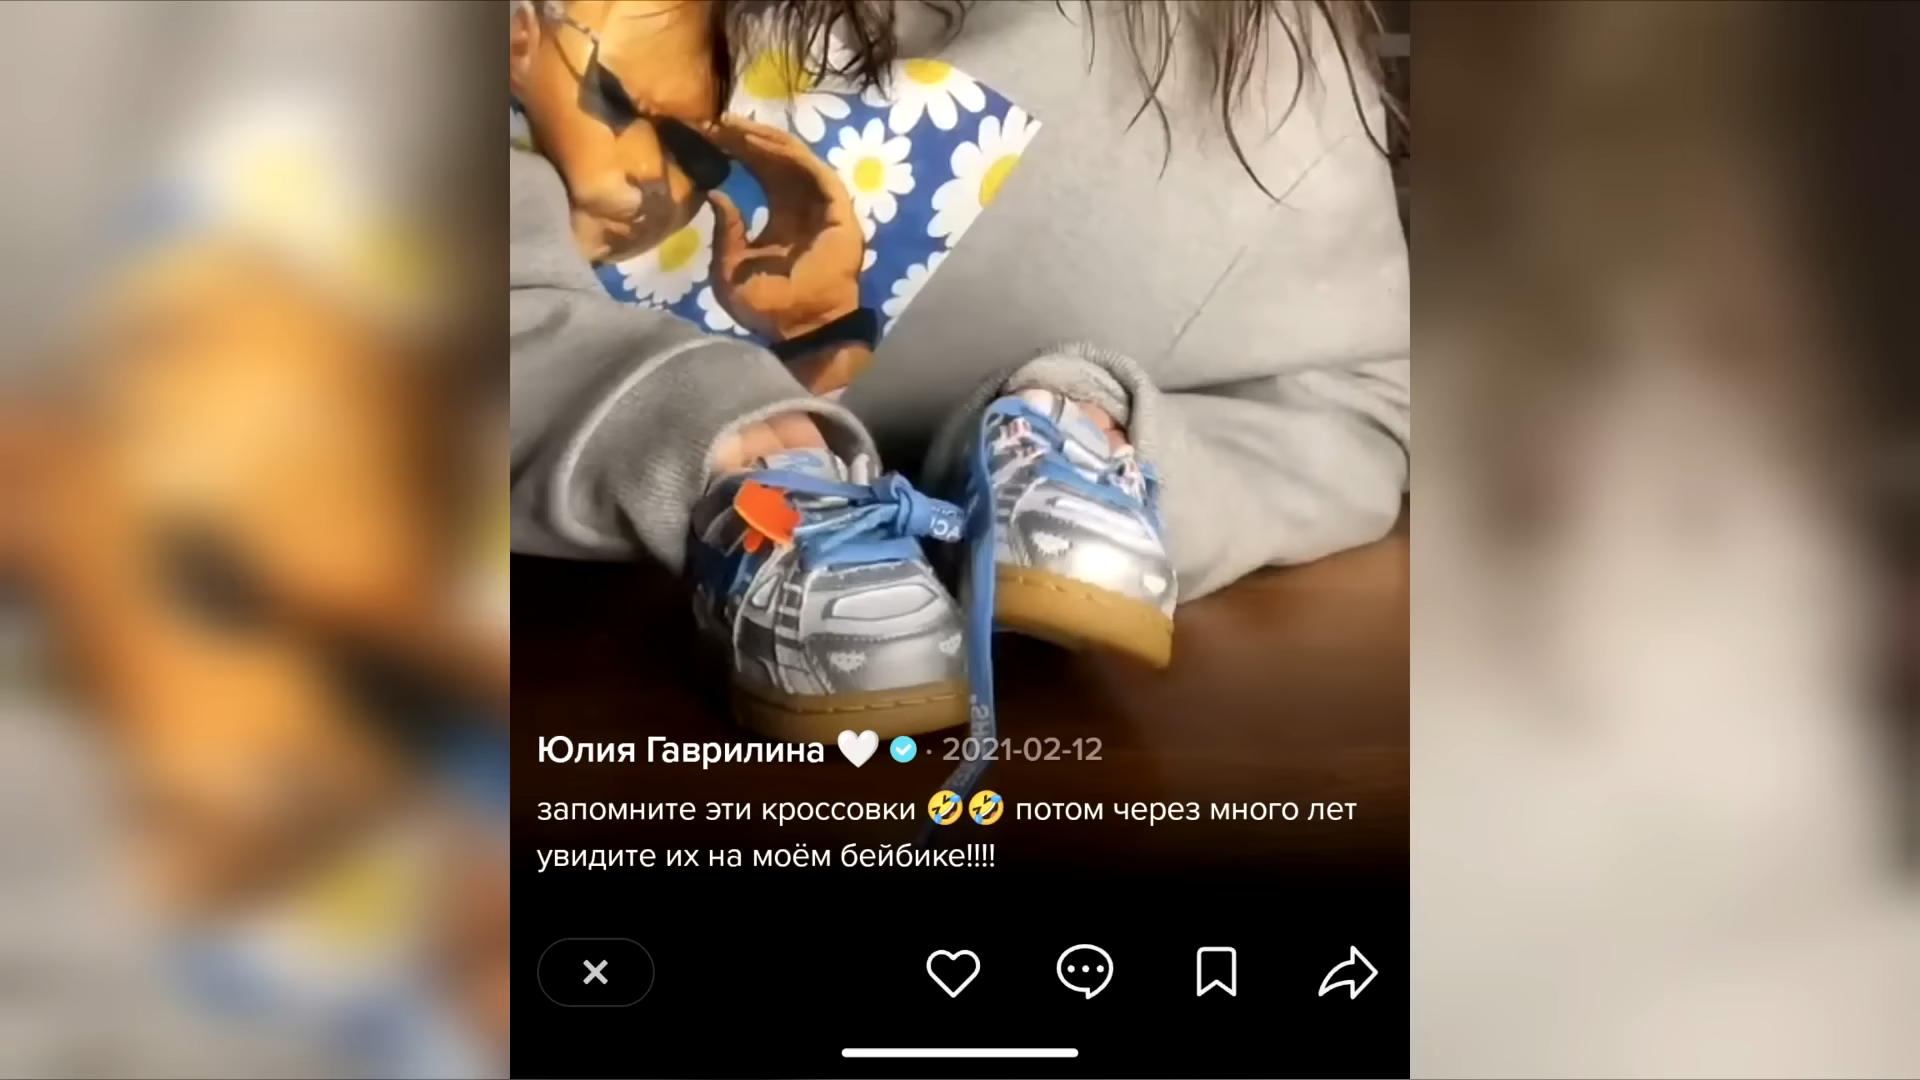 Юлия Гаврилина 🤍 · 2021-02-12
запомните эти кроссовки 🤣🤣 потом через много лет
увидите их на моём бейбике!!!!